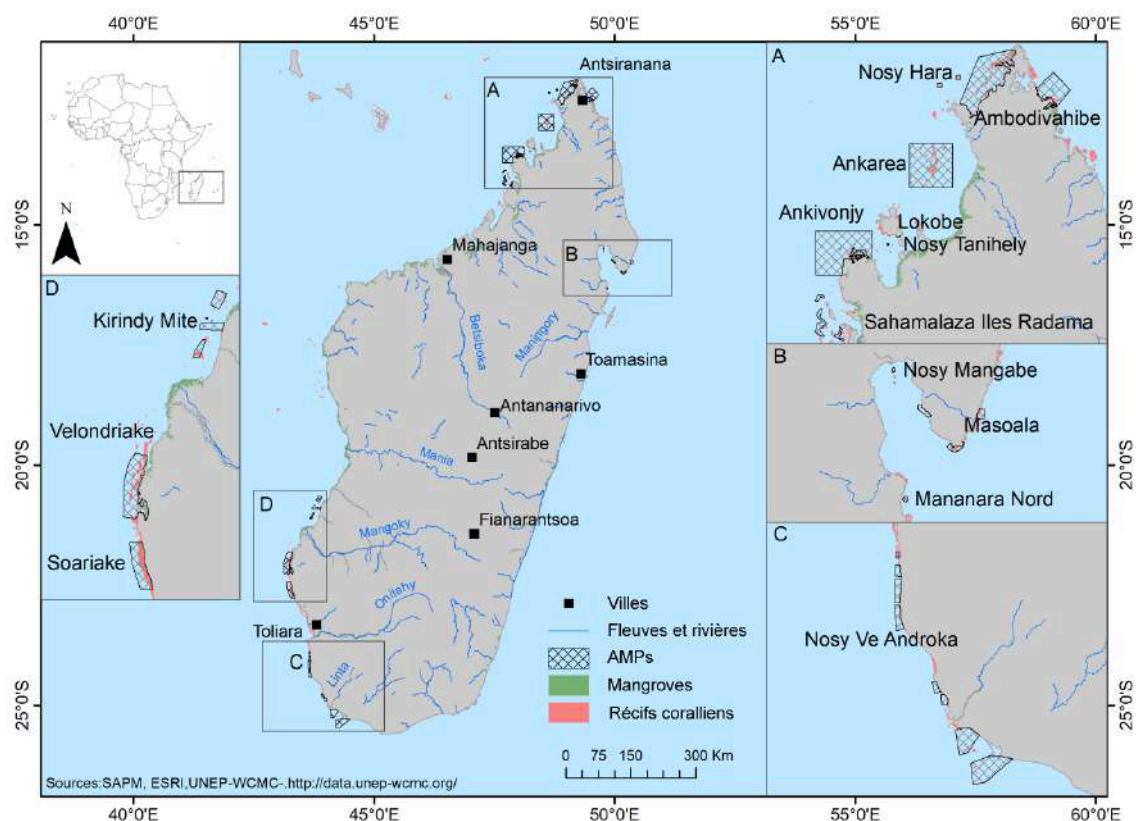 40°0'E
45°0'E
50°0'E
55°0'E
60°0'E
N
15°0'S
20°0'S
25°0'S
A
Antsiranana
Mahajanga
B
Betsiboka
Maningory
Toamasina
Antananarivo
Antsirabe
Mania
D
Fianarantsoa
Mangoky
Onilahy
Toliara
C
Linta
Villes
Fleuves et rivières
AMPs
Mangroves
Récifs coralliens
0 75 150 300 Km
Sources:SAPM, ESRI,UNEP-WCMC-.http://data.unep-wcmc.org/
D
Kirindy Mite
Velondriake
Soariake
A
Nosy Hara
Ambodivahibe
Ankarea
Ankivonjy
Lokobe
Nosy Tanihely
Sahamalaza Iles Radama
B
Nosy Mangabe
Masoala
Mananara Nord
C
Nosy Ve Androka
15°0'S
20°0'S
25°0'S
40°0'E
45°0'E
50°0'E
55°0'E
60°0'E